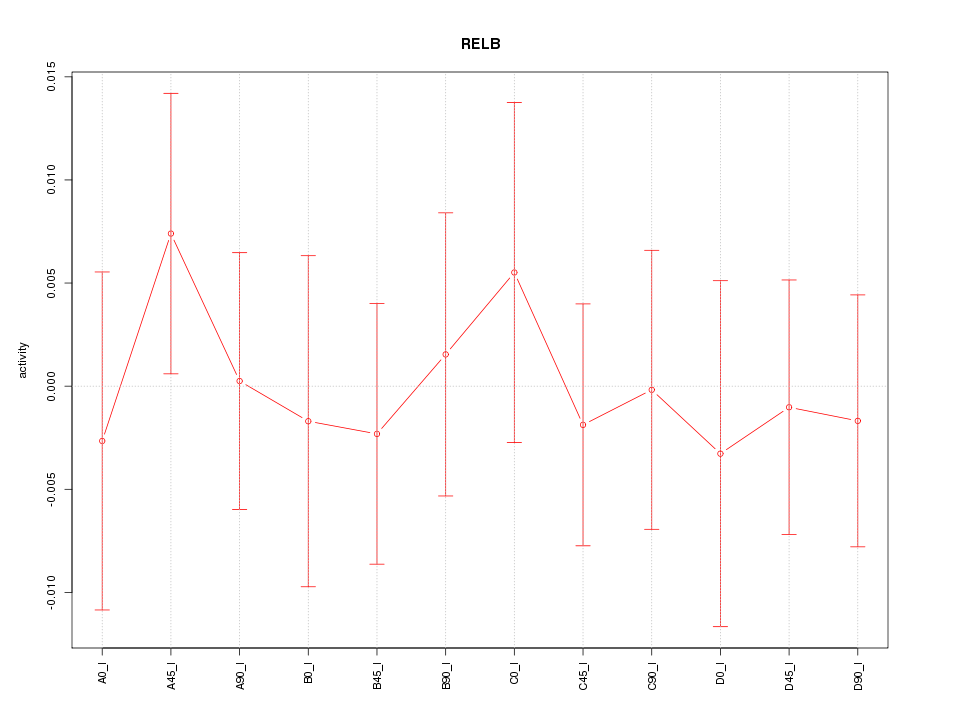 RELB
activity
0.015
0.010
0.005
0.000
-0.005
-0.010
A0_I
A45_I
A90_I
B0_I
B45_I
B90_I
C0_I
C45_I
C90_I
D0_I
D45_I
D90_I